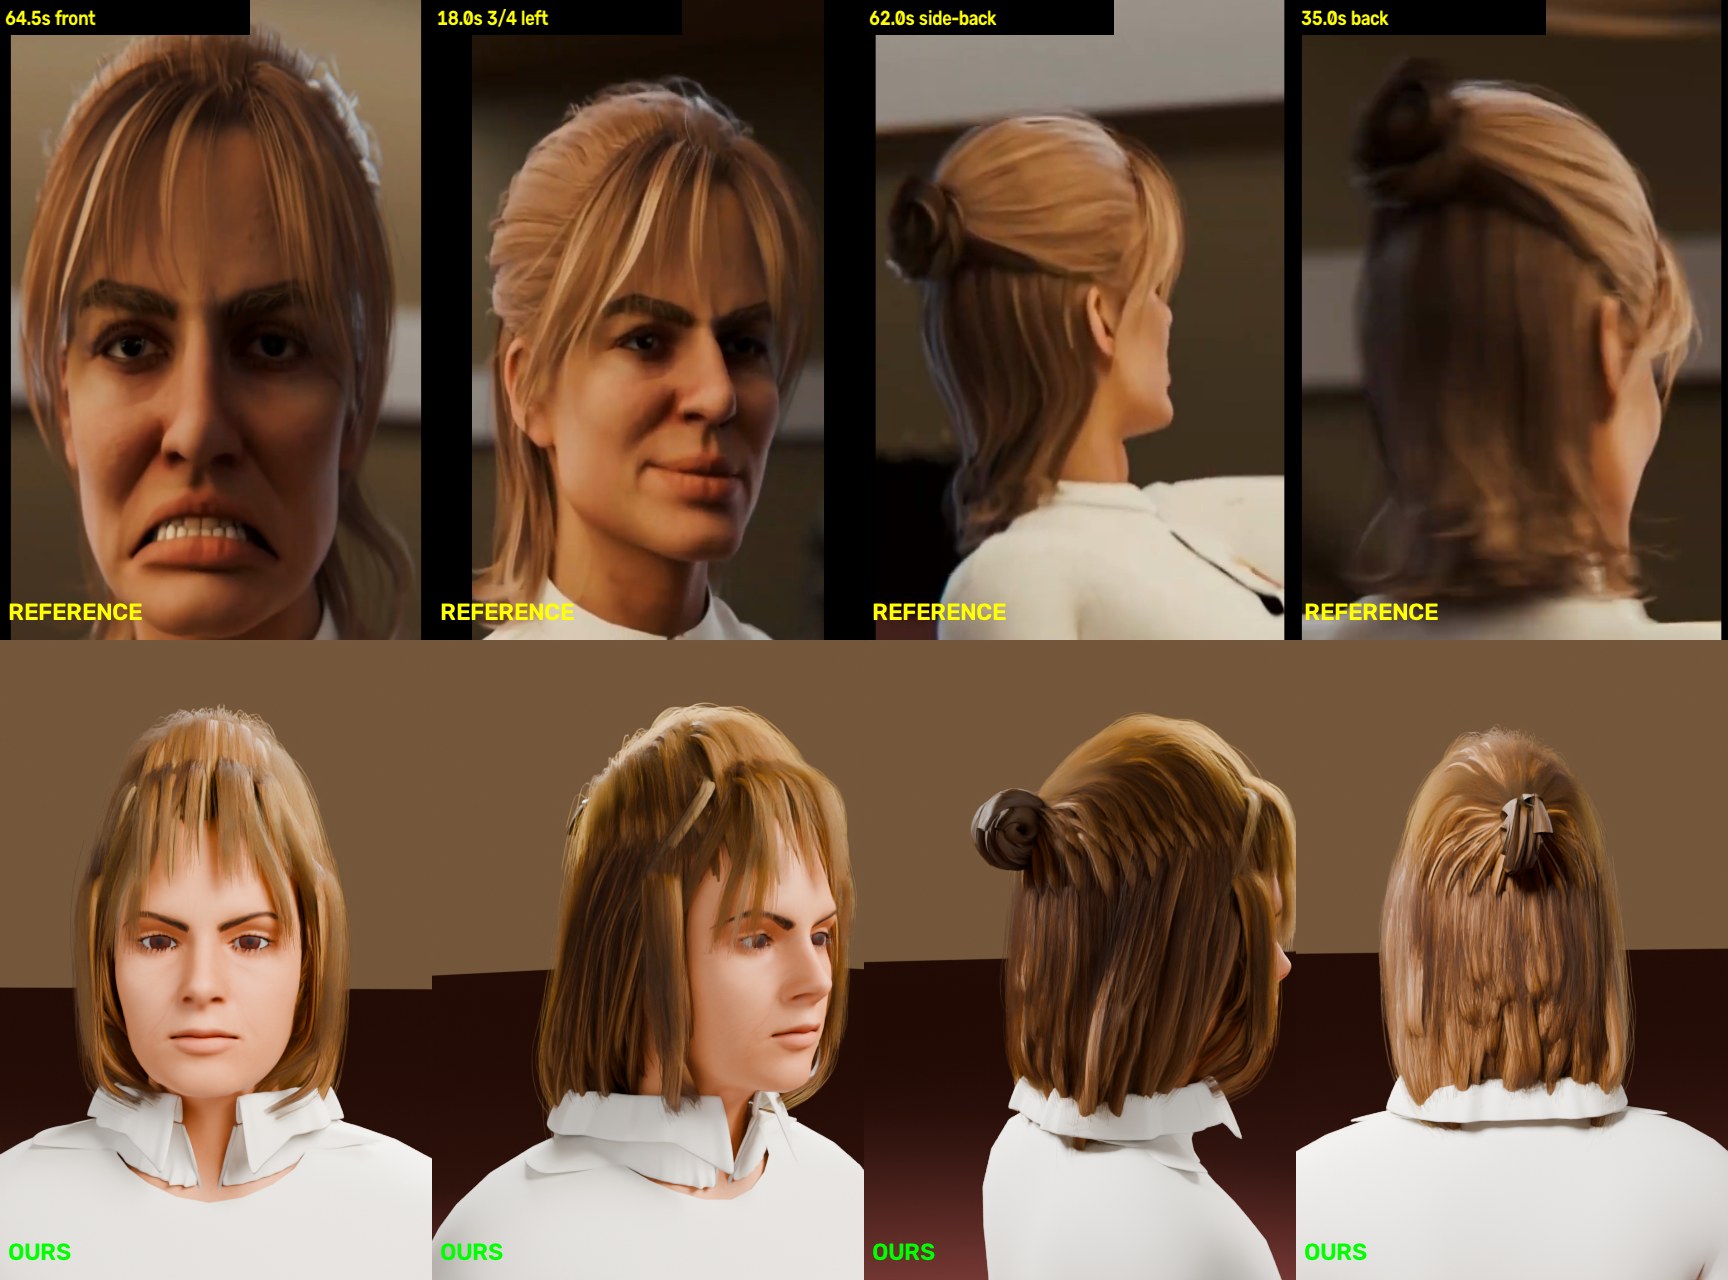 64.5s front
18.0s 3/4 left
62.0s side-back
35.0s back
REFERENCE
REFERENCE
REFERENCE
REFERENCE
OURS
OURS
OURS
OURS